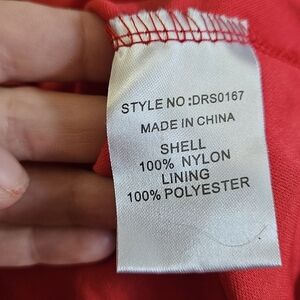 STYLE NO:DRS0167
MADE IN CHINA
SHELL
100% NYLON
LINING
100% POLYESTER